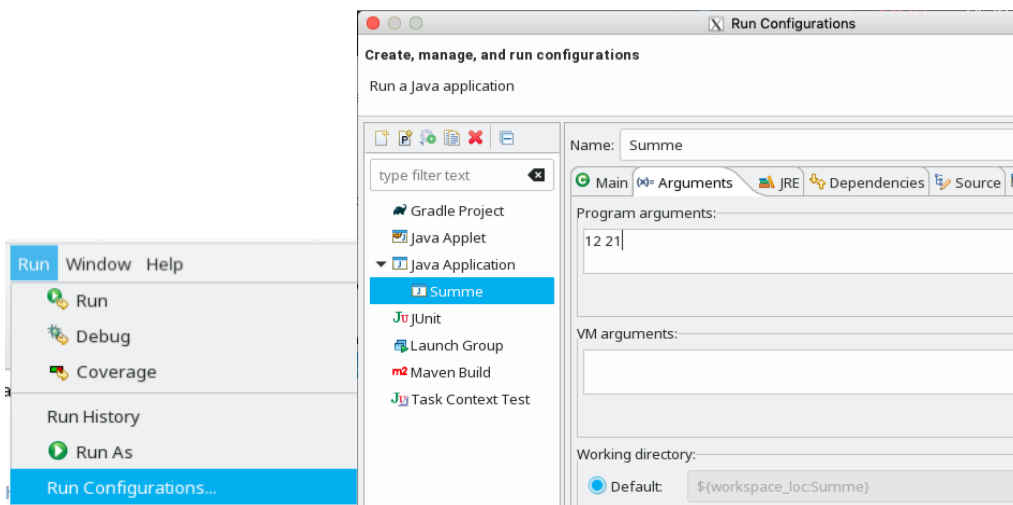 Run Window Help
Run
Debug
Coverage
Run History
Run As
Run Configurations...
Run Configurations
Create, manage, and run configurations
Run a Java application
type filter text
Gradle Project
Java Applet
Java Application
Summe
JUnit
Launch Group
m2 Maven Build
Task Context Test
Name: Summe
Main (x)= Arguments JRE Dependencies Source
Program arguments:
12 21
VM arguments:
Working directory:
Default: ${workspace_loc:Summe}